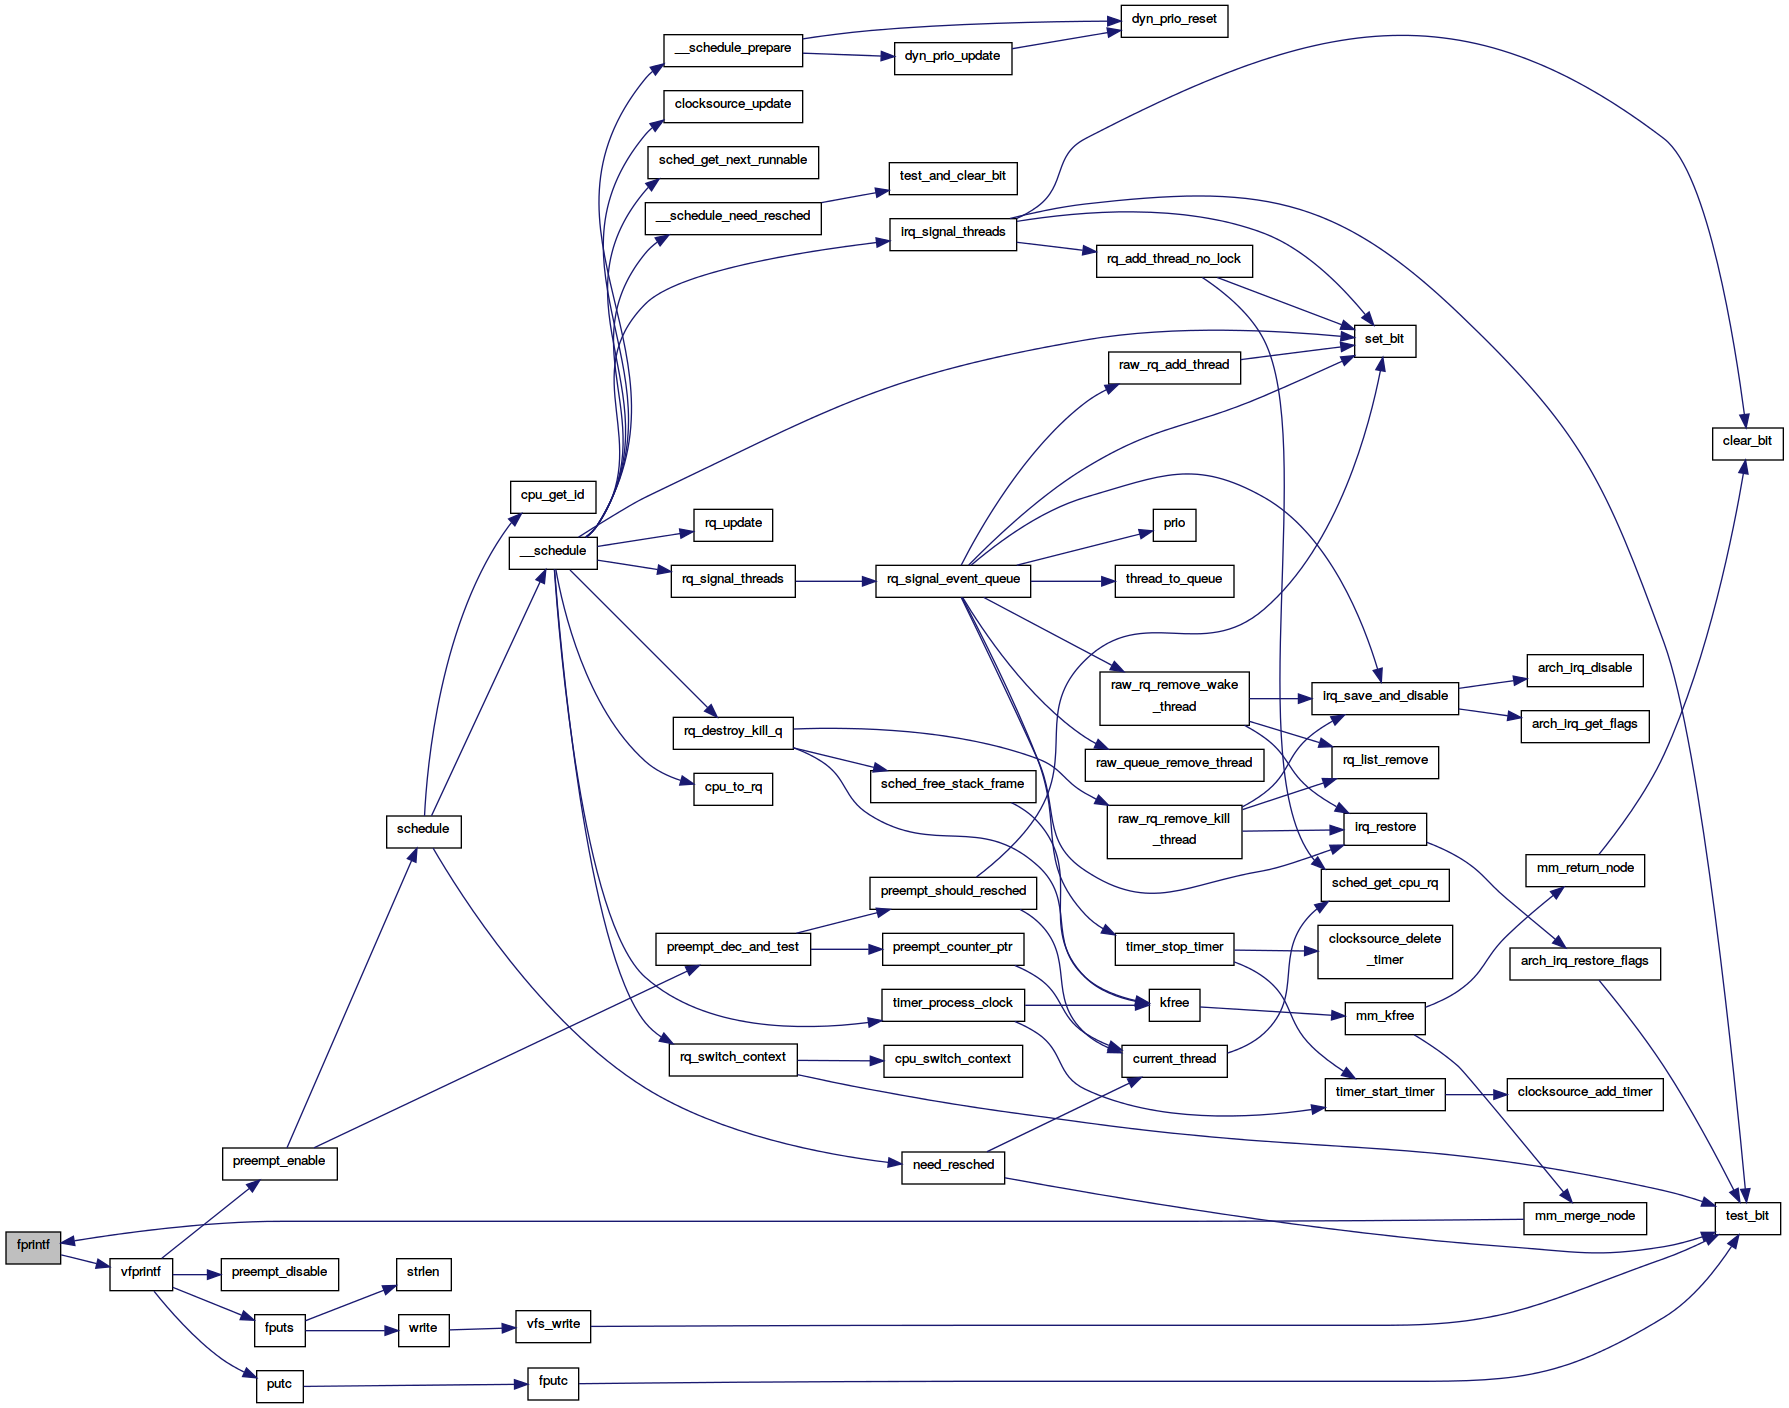 dyn_prio_reset
__schedule_prepare
dyn_prio_update
clocksource_update
sched_get_next_runnable
test_and_clear_bit
__schedule_need_resched
irq_signal_threads
rq_add_thread_no_lock
set_bit
raw_rq_add_thread
clear_bit
cpu_get_id
rq_update
prio
__schedule
rq_signal_threads
rq_signal_event_queue
thread_to_queue
arch_irq_disable
raw_rq_remove_wake
_thread
irq_save_and_disable
arch_irq_get_flags
rq_destroy_kill_q
raw_queue_remove_thread
rq_list_remove
sched_free_stack_frame
cpu_to_rq
schedule
raw_rq_remove_kill
_thread
irq_restore
mm_return_node
preempt_should_resched
sched_get_cpu_rq
preempt_dec_and_test
preempt_counter_ptr
timer_stop_timer
clocksource_delete
_timer
arch_irq_restore_flags
timer_process_clock
kfree
mm_kfree
rq_switch_context
cpu_switch_context
current_thread
timer_start_timer
clocksource_add_timer
preempt_enable
need_resched
mm_merge_node
test_bit
fprintf
vfprintf
preempt_disable
strlen
fputs
write
vfs_write
putc
fputc